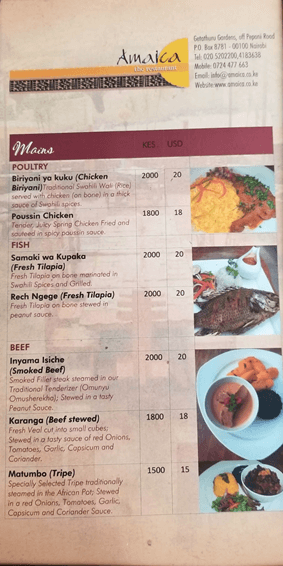 Amaica
Getathuru Gardens, off Peponi Road
P.O. Box 8781 - 00100 Nairobi
Tel: 020 5202200,4183638
Mobile: 0724 477 663
Email: info@amaica.co.ke
Website:www.amaica.co.ke
Mains KES. USD
POULTRY
Biriyani ya kuku (Chicken 2000 20
Biriyani)Traditional Swahili Wali (Rice)
served with chicken (on bone) in a thick
sauce of Swahili spices.
Poussin Chicken 1800 18
Tender, Juicy Spring Chicken Fried and
sauteed in spicy poussin sauce.
FISH
Samaki wa Kupaka 2000 20
(Fresh Tilapia)
Fresh Tilapia on bone marinated in
Swahili Spices and Grilled.
Rech Ngege (Fresh Tilapia) 2000 20
Fresh Tilapia on bone stewed in
peanut sauce.
BEEF
Inyama Isiche 2000 20
(Smoked Beef)
Smoked Fillet steak steamed in our
Traditional Tenderizer (Omunyu
Omusherekha); Stewed in a tasty
Peanut Sauce.
Karanga (Beef stewed) 1800 18
Fresh Veal cut into small cubes;
Stewed in a tasty sauce of red Onions,
Tomatoes, Garlic, Capsicum and
Coriander.
Matumbo (Tripe) 1500 15
Specially Selected Tripe traditionally
steamed in the African Pot; Stewed
in a red Onions, Tomatoes, Garlic,
Capsicum and Coriander Sauce.